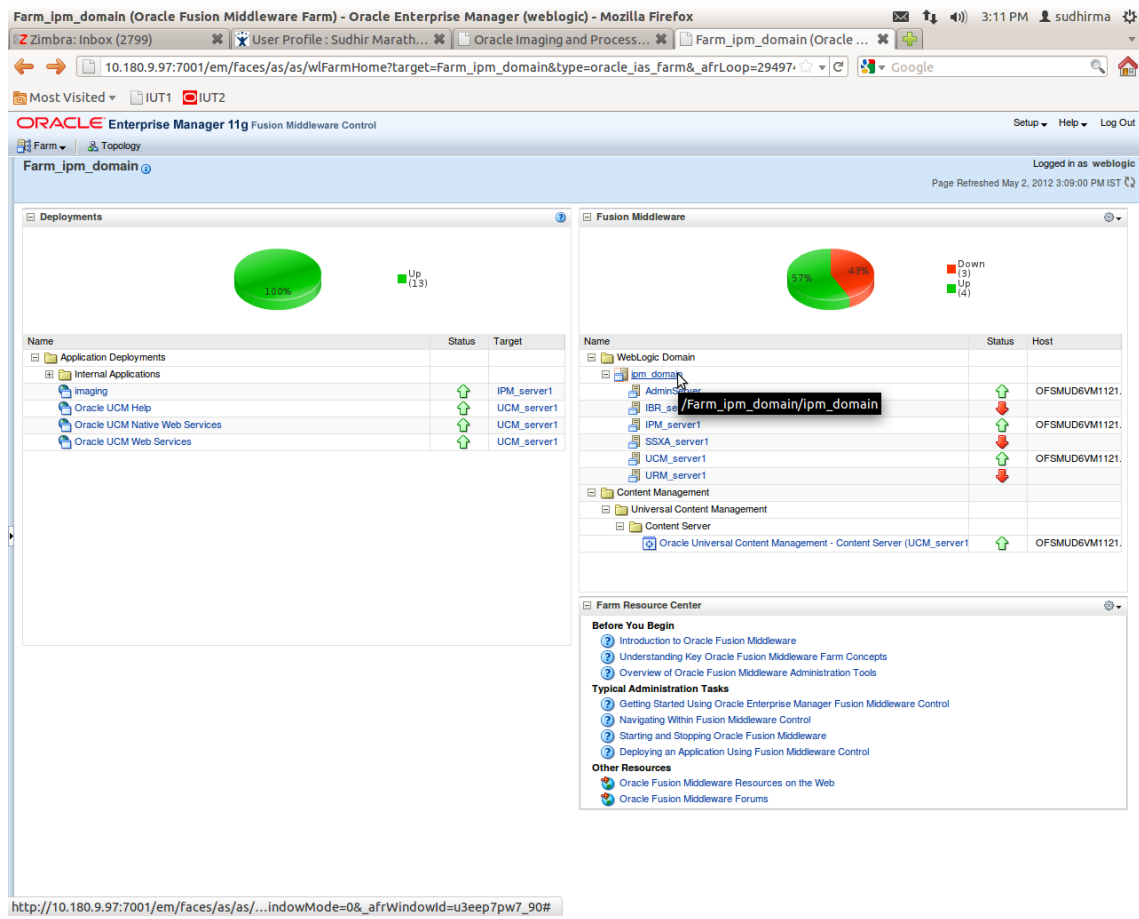 Farm_ipm_domain (Oracle Fusion Middleware Farm) - Oracle Enterprise Manager (weblogic) - Mozilla Firefox
3:11 PM sudhirma
Z Zimbra: Inbox (2799)
User Profile : Sudhir Marath...
Oracle Imaging and Process...
Farm_ipm_domain (Oracle ...
10.180.9.97:7001/em/faces/as/as/wlFarmHome?target=Farm_ipm_domain&type=oracle_ias_farm&_afrLoop=29497
Google
Most Visited
IUT1
IUT2
ORACLE Enterprise Manager 11g Fusion Middleware Control
Setup Help Log Out
Farm Topology
Farm_ipm_domain
Logged in as weblogic
Page Refreshed May 2, 2012 3:09:00 PM IST
Deployments
100%
Up
(13)
Name Status Target
Application Deployments
Internal Applications
imaging IPM_server1
Oracle UCM Help UCM_server1
Oracle UCM Native Web Services UCM_server1
Oracle UCM Web Services UCM_server1
Fusion Middleware
57% 43%
Down
(3)
Up
(4)
Name Status Host
WebLogic Domain
ipm_domain
AdminServer OFSMUD6VM1121.
/Farm_ipm_domain/ipm_domain
IBR_se
IPM_server1 OFSMUD6VM1121.
SSXA_server1
UCM_server1 OFSMUD6VM1121.
URM_server1
Content Management
Universal Content Management
Content Server
Oracle Universal Content Management - Content Server (UCM_server1 OFSMUD6VM1121.
Farm Resource Center
Before You Begin
Introduction to Oracle Fusion Middleware
Understanding Key Oracle Fusion Middleware Farm Concepts
Overview of Oracle Fusion Middleware Administration Tools
Typical Administration Tasks
Getting Started Using Oracle Enterprise Manager Fusion Middleware Control
Navigating Within Fusion Middleware Control
Starting and Stopping Oracle Fusion Middleware
Deploying an Application Using Fusion Middleware Control
Other Resources
Oracle Fusion Middleware Resources on the Web
Oracle Fusion Middleware Forums
http://10.180.9.97:7001/em/faces/as/as/...indowMode=0&_afrWindowId=u3eep7pw7_90#